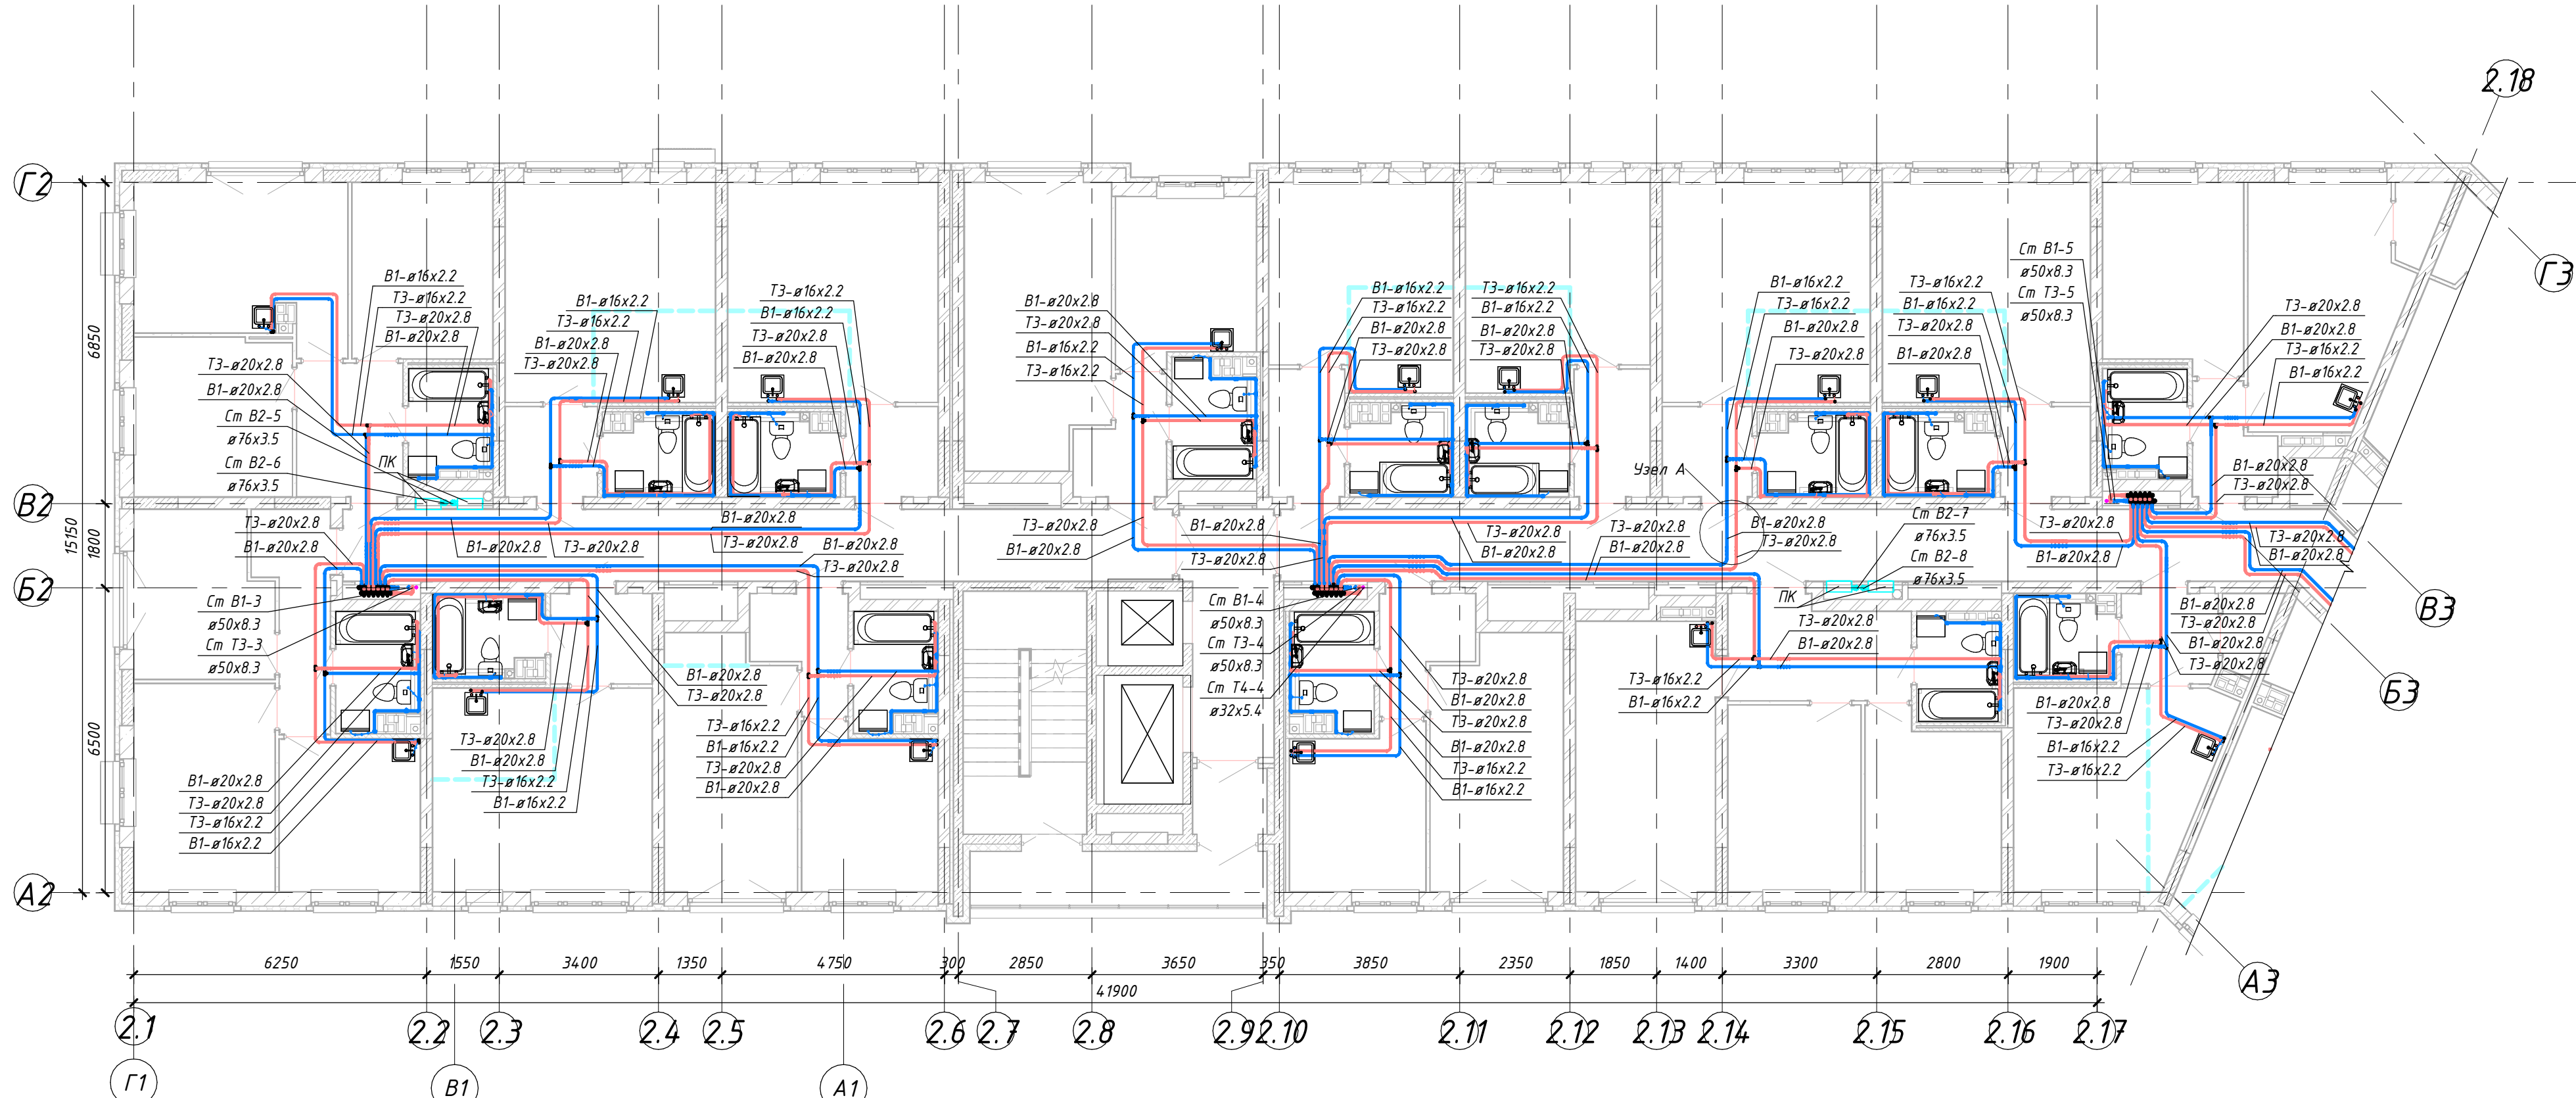 2.18
Г2
Г3
Ст В1-5
ø50x8.3
Ст Т3-5
ø50x8.3
В1-ø16x2.2
Т3-ø16x2.2
Т3-ø20x2.8
В1-ø20x2.8
В1-ø16x2.2
Т3-ø16x2.2
В1-ø20x2.8
Т3-ø20x2.8
Т3-ø16x2.2
В1-ø16x2.2
Т3-ø20x2.8
В1-ø20x2.8
В1-ø20x2.8
Т3-ø20x2.8
В1-ø16x2.2
Т3-ø16x2.2
В1-ø16x2.2
Т3-ø16x2.2
В1-ø20x2.8
Т3-ø20x2.8
Т3-ø16x2.2
В1-ø16x2.2
В1-ø20x2.8
Т3-ø20x2.8
В1-ø16x2.2
Т3-ø16x2.2
В1-ø20x2.8
Т3-ø20x2.8
Т3-ø16x2.2
В1-ø16x2.2
Т3-ø20x2.8
В1-ø20x2.8
Т3-ø20x2.8
В1-ø20x2.8
Т3-ø16x2.2
В1-ø16x2.2
6850
Т3-ø20x2.8
В1-ø20x2.8
Ст В2-5
ø76x3.5
Ст В2-6
ø76x3.5
ПК
Узел А
В1-ø20x2.8
Т3-ø20x2.8
В2
15150
1800
Т3-ø20x2.8
В1-ø20x2.8
В1-ø20x2.8
Т3-ø20x2.8
В1-ø20x2.8
Т3-ø20x2.8
В1-ø20x2.8
Т3-ø20x2.8
Т3-ø20x2.8
В1-ø20x2.8
В1-ø20x2.8
Т3-ø20x2.8
Т3-ø20x2.8
В1-ø20x2.8
Т3-ø20x2.8
В1-ø20x2.8
В1-ø20x2.8
Т3-ø20x2.8
Ст В2-7
ø76x3.5
Ст В2-8
ø76x3.5
Т3-ø20x2.8
В1-ø20x2.8
Т3-ø20x2.8
В1-ø20x2.8
Б2
ПК
В3
Ст В1-3
ø50x8.3
Ст Т3-3
ø50x8.3
Ст В1-4
ø50x8.3
Ст Т3-4
ø50x8.3
Ст Т4-4
ø32x5.4
В1-ø20x2.8
Т3-ø20x2.8
В1-ø20x2.8
Т3-ø20x2.8
Т3-ø20x2.8
В1-ø20x2.8
Т3-ø16x2.2
В1-ø16x2.2
В1-ø20x2.8
Т3-ø20x2.8
Б3
6500
Т3-ø20x2.8
В1-ø20x2.8
Т3-ø16x2.2
В1-ø16x2.2
Т3-ø16x2.2
В1-ø16x2.2
Т3-ø20x2.8
В1-ø20x2.8
Т3-ø20x2.8
В1-ø20x2.8
Т3-ø20x2.8
В1-ø20x2.8
Т3-ø16x2.2
В1-ø16x2.2
В1-ø20x2.8
Т3-ø20x2.8
В1-ø16x2.2
Т3-ø16x2.2
В1-ø20x2.8
Т3-ø20x2.8
Т3-ø16x2.2
В1-ø16x2.2
А2
А3
6250
1550
3400
1350
4750
300
2850
3650
350
3850
2350
1850
1400
3300
2800
1900
41900
2.1
2.2
2.3
2.4
2.5
2.6
2.7
2.8
2.9
2.10
2.11
2.12
2.13
2.14
2.15
2.16
2.17
Г1
В1
А1